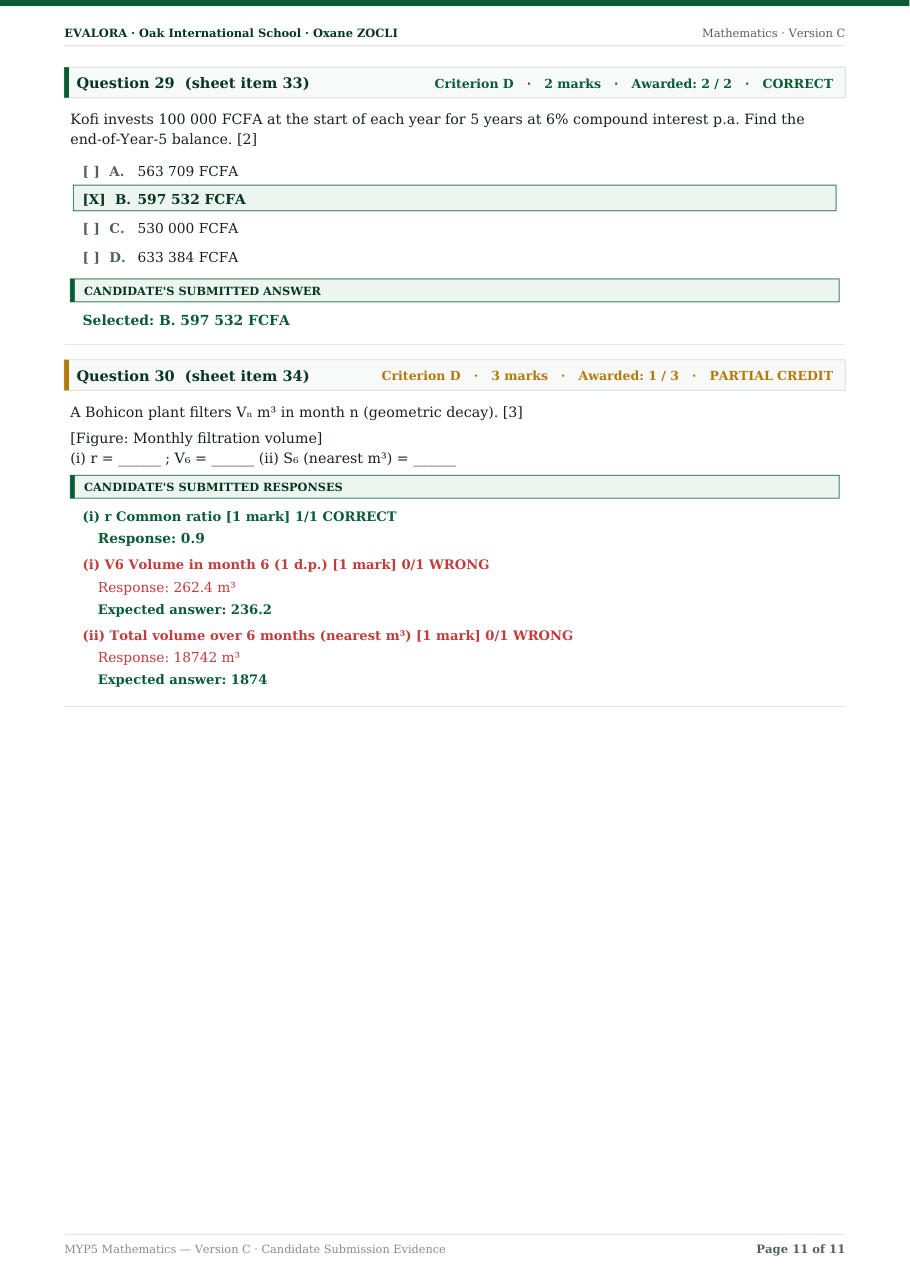 EVALORA · Oak International School · Oxane ZOCLI
Mathematics · Version C
Question 29 (sheet item 33)
Criterion D · 2 marks · Awarded: 2 / 2 · CORRECT
Kofi invests 100 000 FCFA at the start of each year for 5 years at 6% compound interest p.a. Find the
end-of-Year-5 balance. [2]
[ ] A. 563 709 FCFA
[X] B. 597 532 FCFA
[ ] C. 530 000 FCFA
[ ] D. 633 384 FCFA
CANDIDATE'S SUBMITTED ANSWER
Selected: B. 597 532 FCFA
Question 30 (sheet item 34)
Criterion D · 3 marks · Awarded: 1 / 3 · PARTIAL CREDIT
A Bohicon plant filters Vₙ m³ in month n (geometric decay). [3]
[Figure: Monthly filtration volume]
(i) r = ______ ; V₆ = ______ (ii) S₆ (nearest m³) = ______
CANDIDATE'S SUBMITTED RESPONSES
(i) r Common ratio [1 mark] 1/1 CORRECT
Response: 0.9
(i) V6 Volume in month 6 (1 d.p.) [1 mark] 0/1 WRONG
Response: 262.4 m³
Expected answer: 236.2
(ii) Total volume over 6 months (nearest m³) [1 mark] 0/1 WRONG
Response: 18742 m³
Expected answer: 1874
MYP5 Mathematics — Version C · Candidate Submission Evidence
Page 11 of 11